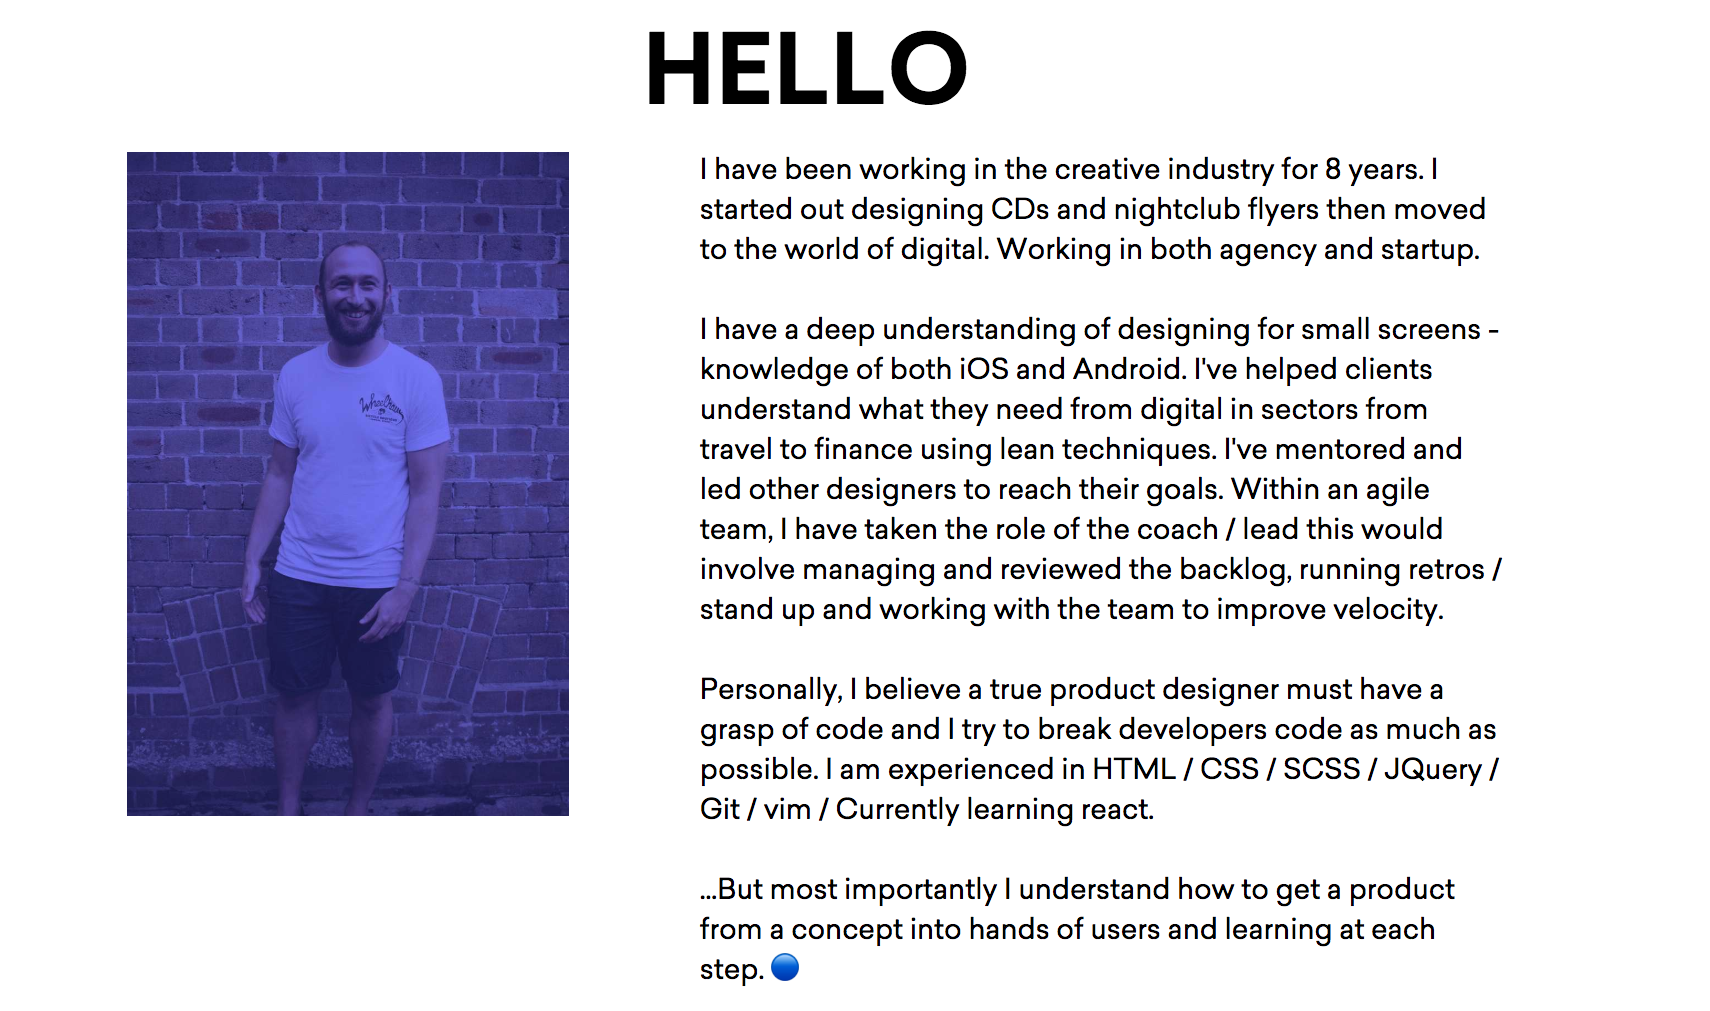 HELLO
I have been working in the creative industry for 8 years. I
started out designing CDs and nightclub flyers then moved
to the world of digital. Working in both agency and startup.
I have a deep understanding of designing for small screens -
knowledge of both iOS and Android. I've helped clients
understand what they need from digital in sectors from
travel to finance using lean techniques. I've mentored and
led other designers to reach their goals. Within an agile
team, I have taken the role of the coach / lead this would
involve managing and reviewed the backlog, running retros /
stand up and working with the team to improve velocity.
Personally, I believe a true product designer must have a
grasp of code and I try to break developers code as much as
possible. I am experienced in HTML / CSS / SCSS / JQuery /
Git / vim / Currently learning react.
...But most importantly I understand how to get a product
from a concept into hands of users and learning at each
step.